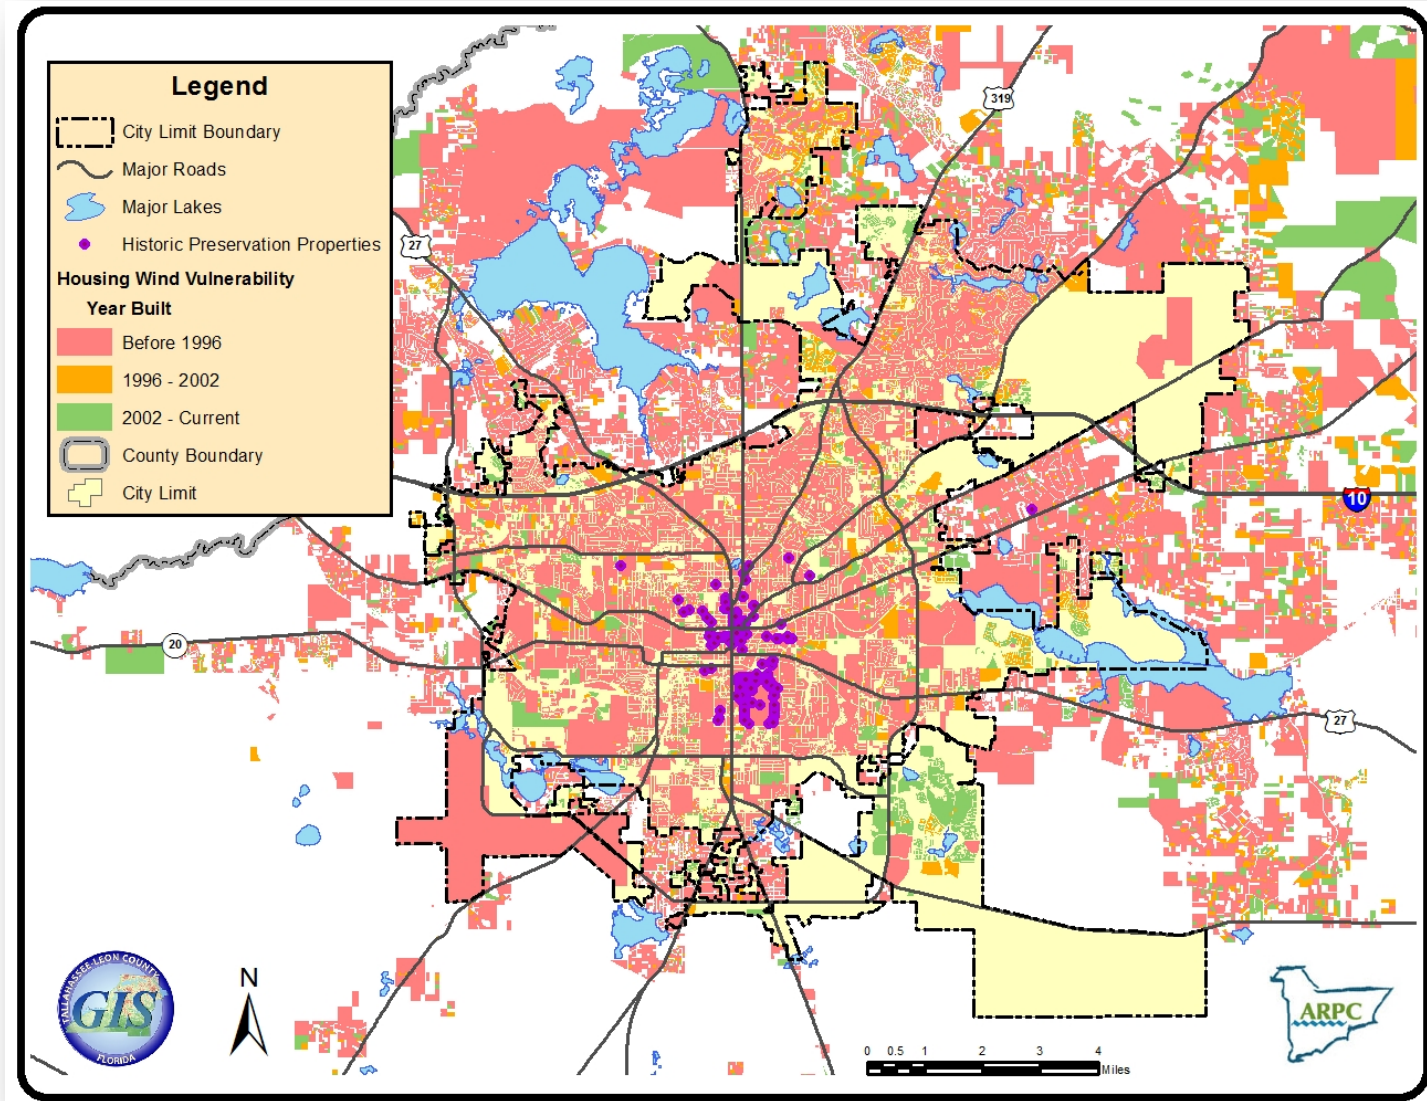 Legend
City Limit Boundary
Major Roads
Major Lakes
Historic Preservation Properties
Housing Wind Vulnerability
Year Built
Before 1996
1996 - 2002
2002 - Current
County Boundary
City Limit
319
27
10
20
27
TALLAHASSEE-LEON COUNTY
GIS
FLORIDA
N
0 0.5 1 2 3 4
Miles
ARPC